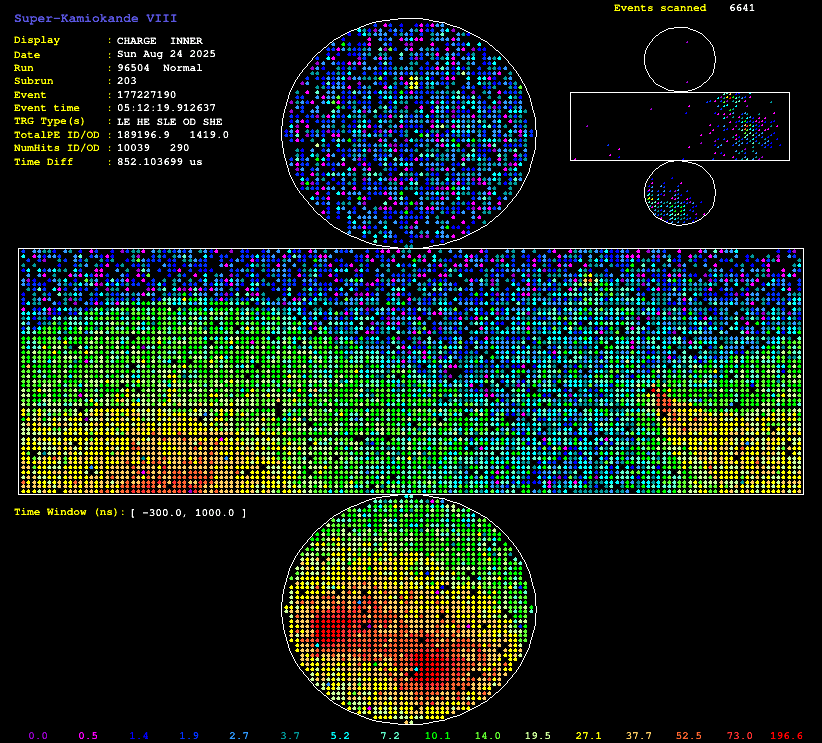 Super-Kamiokande VIII
Events scanned 6641
Display : CHARGE INNER
Date : Sun Aug 24 2025
Run : 96504 Normal
Subrun : 203
Event : 177227190
Event time : 05:12:19.912637
TRG Type(s) : LE HE SLE OD SHE
TotalPE ID/OD : 189196.9 1419.0
NumHits ID/OD : 10039 290
Time Diff : 852.103699 us
Time Window (ns): [ -300.0, 1000.0 ]
0.0 0.5 1.4 1.9 2.7 3.7 5.2 7.2 10.1 14.0 19.5 27.1 37.7 52.5 73.0 196.6